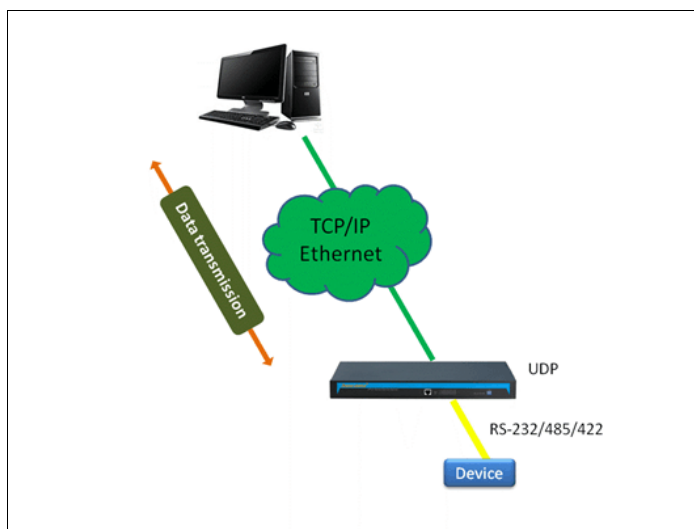 TCP/IP
Ethernet
Data transmission
UDP
RS-232/485/422
Device